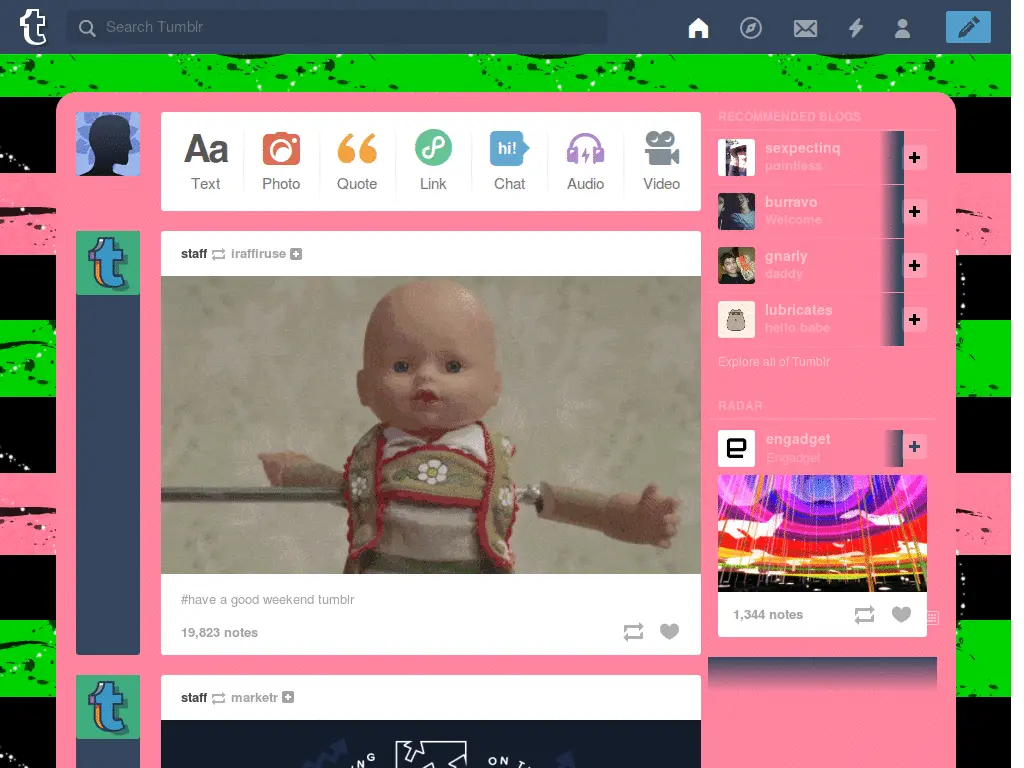 Search Tumblr
Aa
Text
Photo
Quote
Link
hi!
Chat
Audio
Video
staff iraffiruse
#have a good weekend tumblr
19,823 notes
staff marketr
NG
ON T
RECOMMENDED BLOGS
sexpectinq
pointless
burravo
Welcome
gnarly
daddy
lubricates
hello babe
Explore all of Tumblr
RADAR
engadget
Engadget
1,344 notes